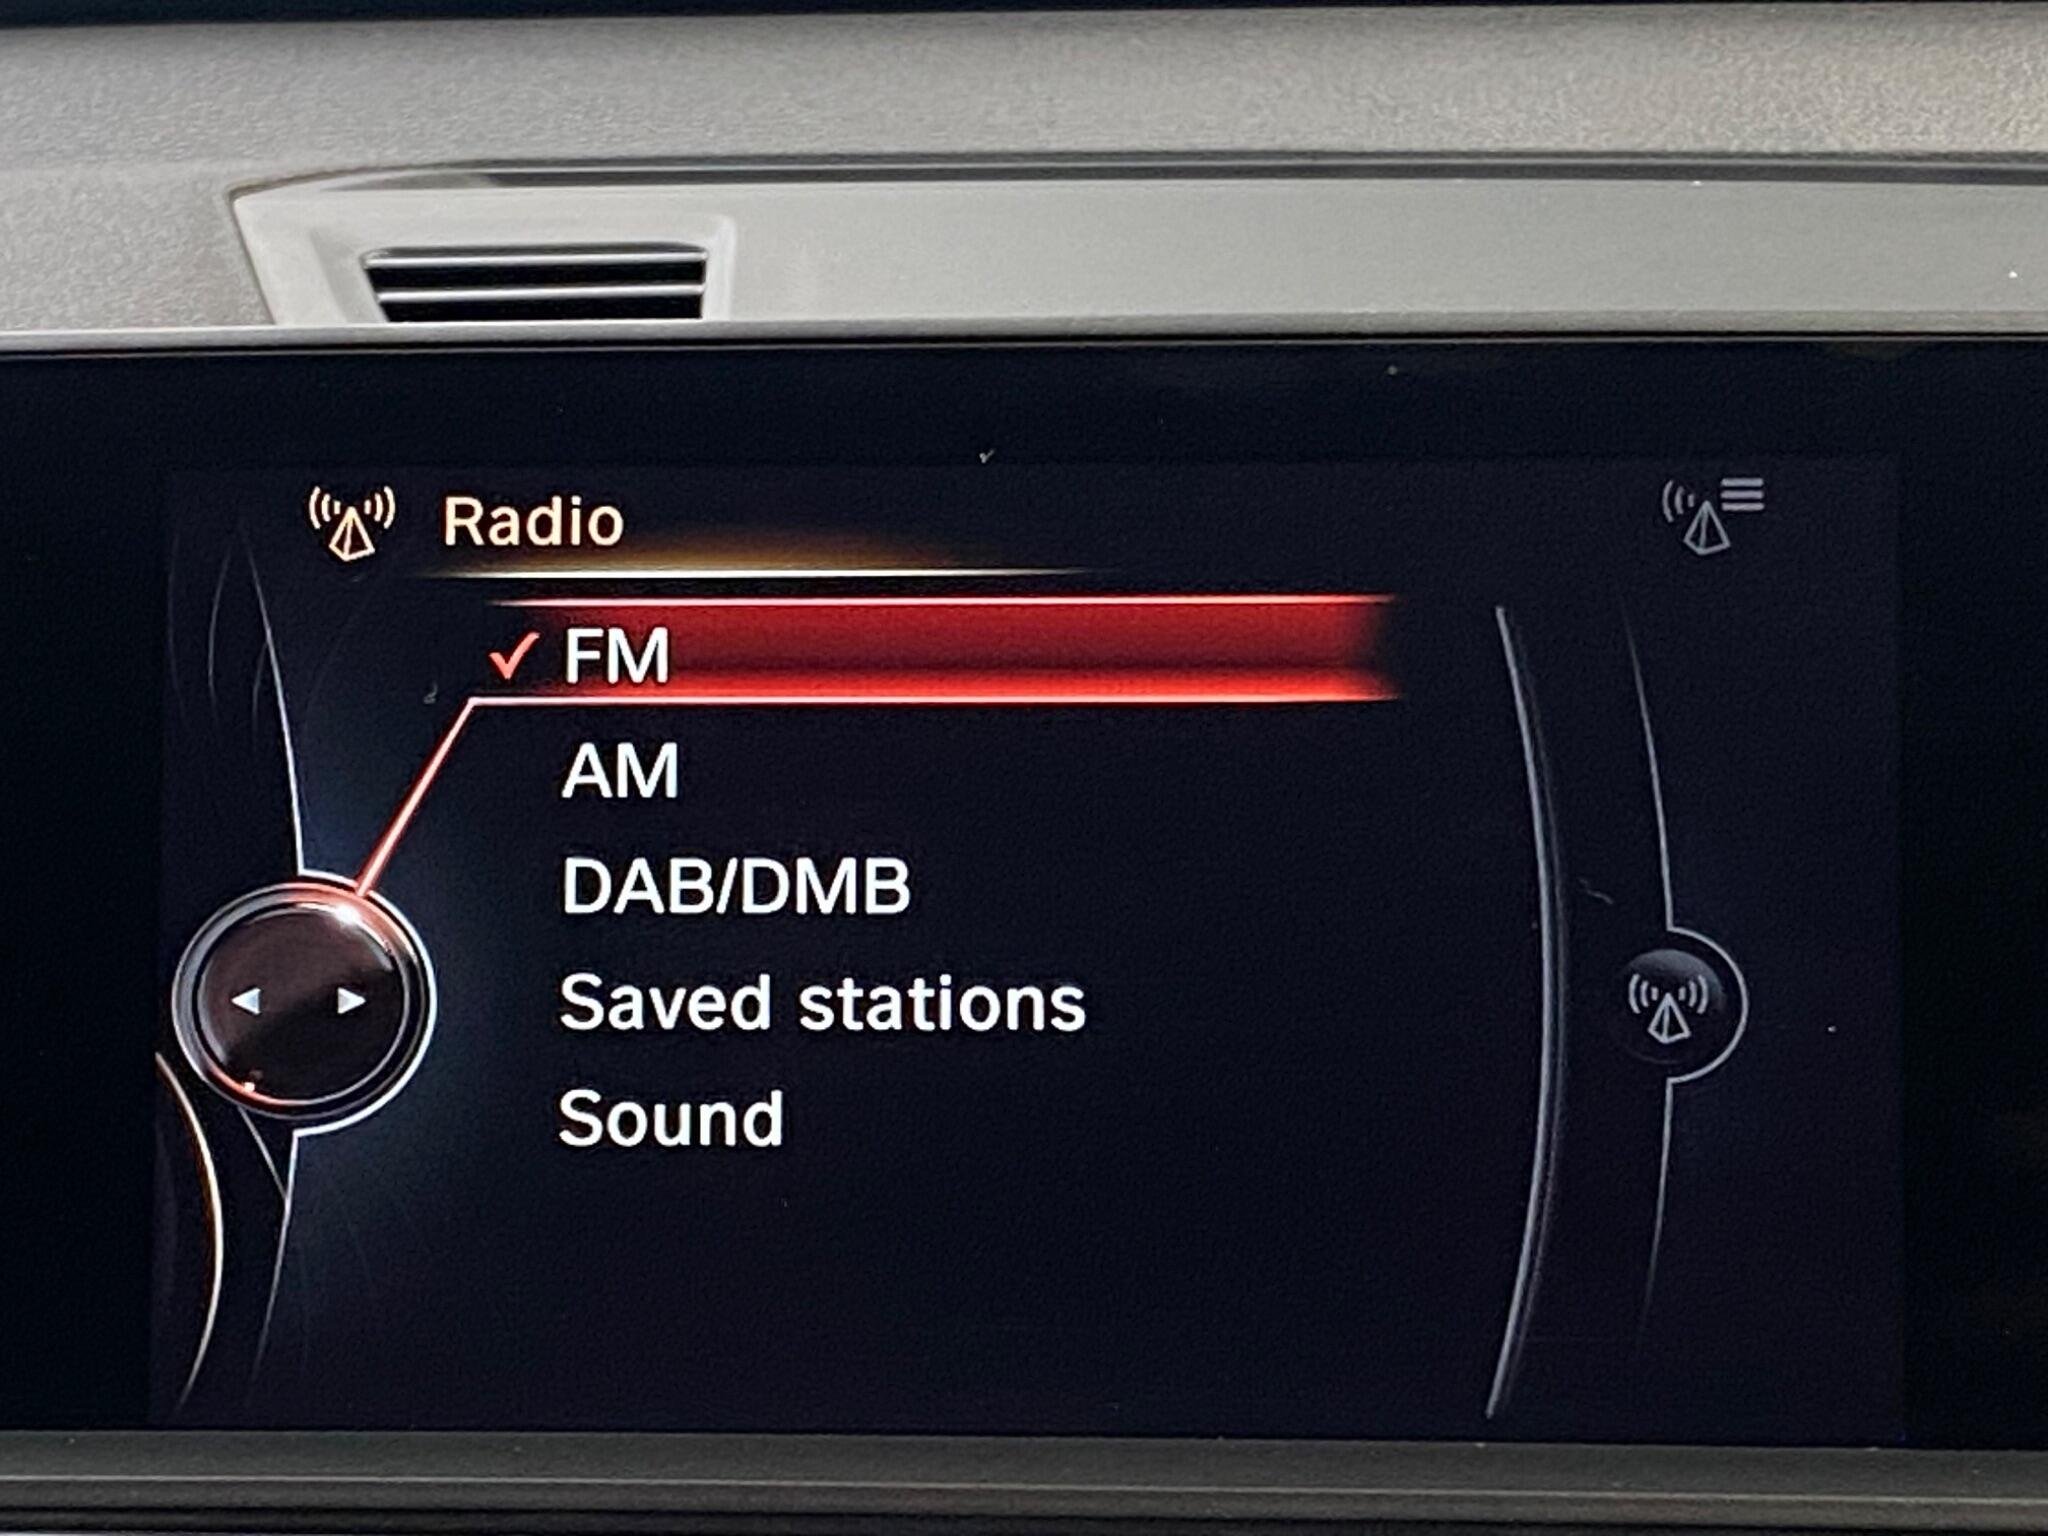 Radio
FM
AM
DAB/DMB
Saved stations
Sound